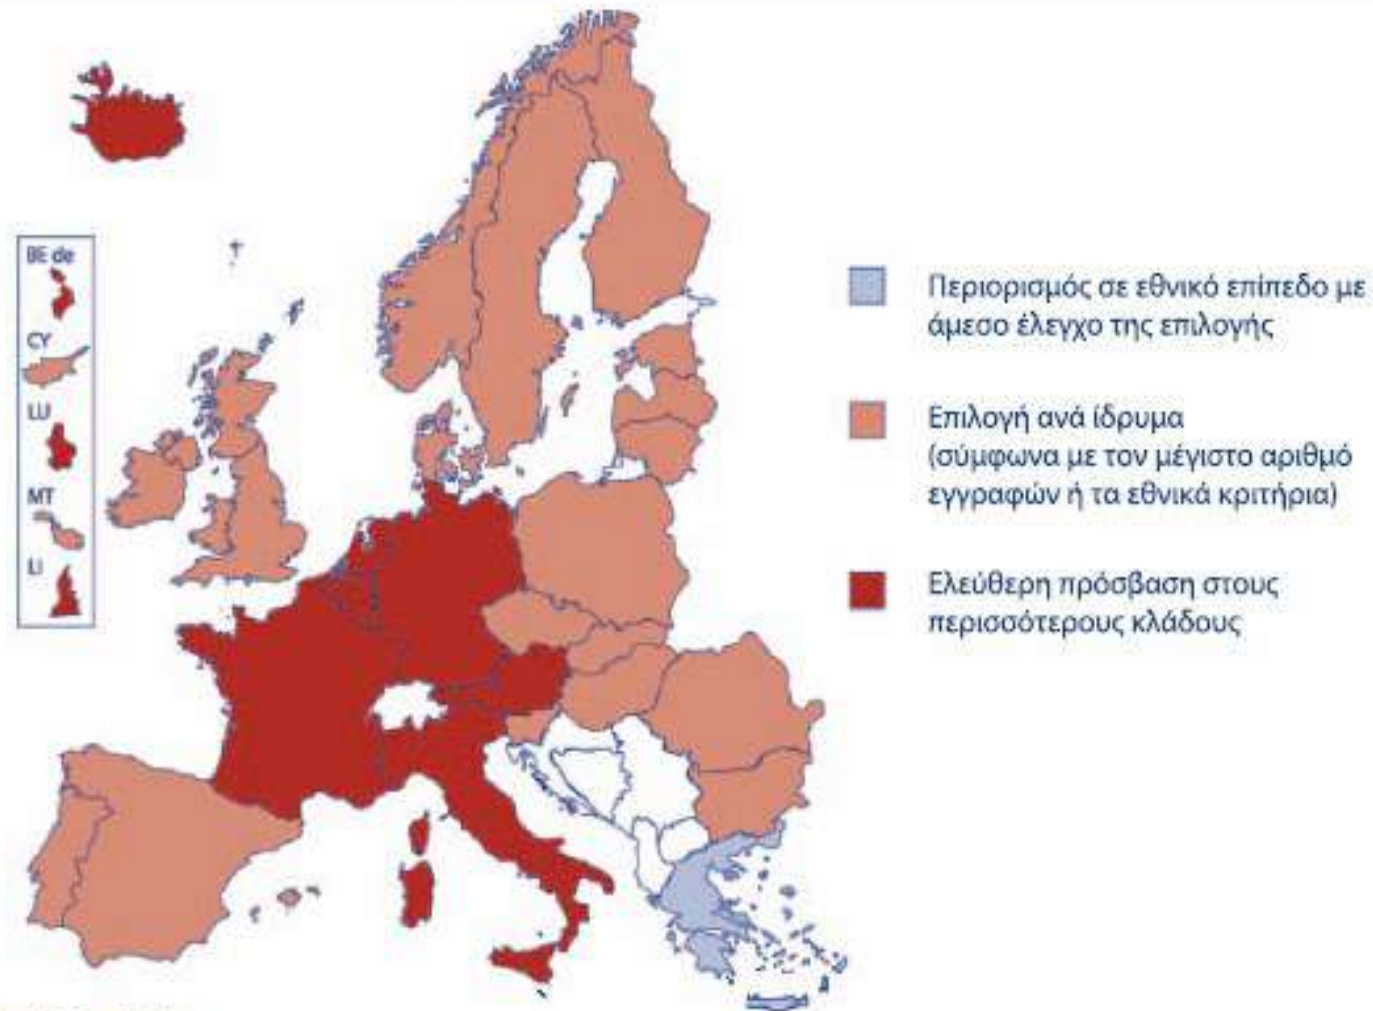 BE de
CY
LU
MT
LI
Περιορισμός σε εθνικό επίπεδο με
άμεσο έλεγχο της επιλογής
Επιλογή ανά ίδρυμα
(σύμφωνα με τον μέγιστο αριθμό
εγγραφών ή τα εθνικά κριτήρια)
Ελεύθερη πρόσβαση στους
περισσότερους κλάδους